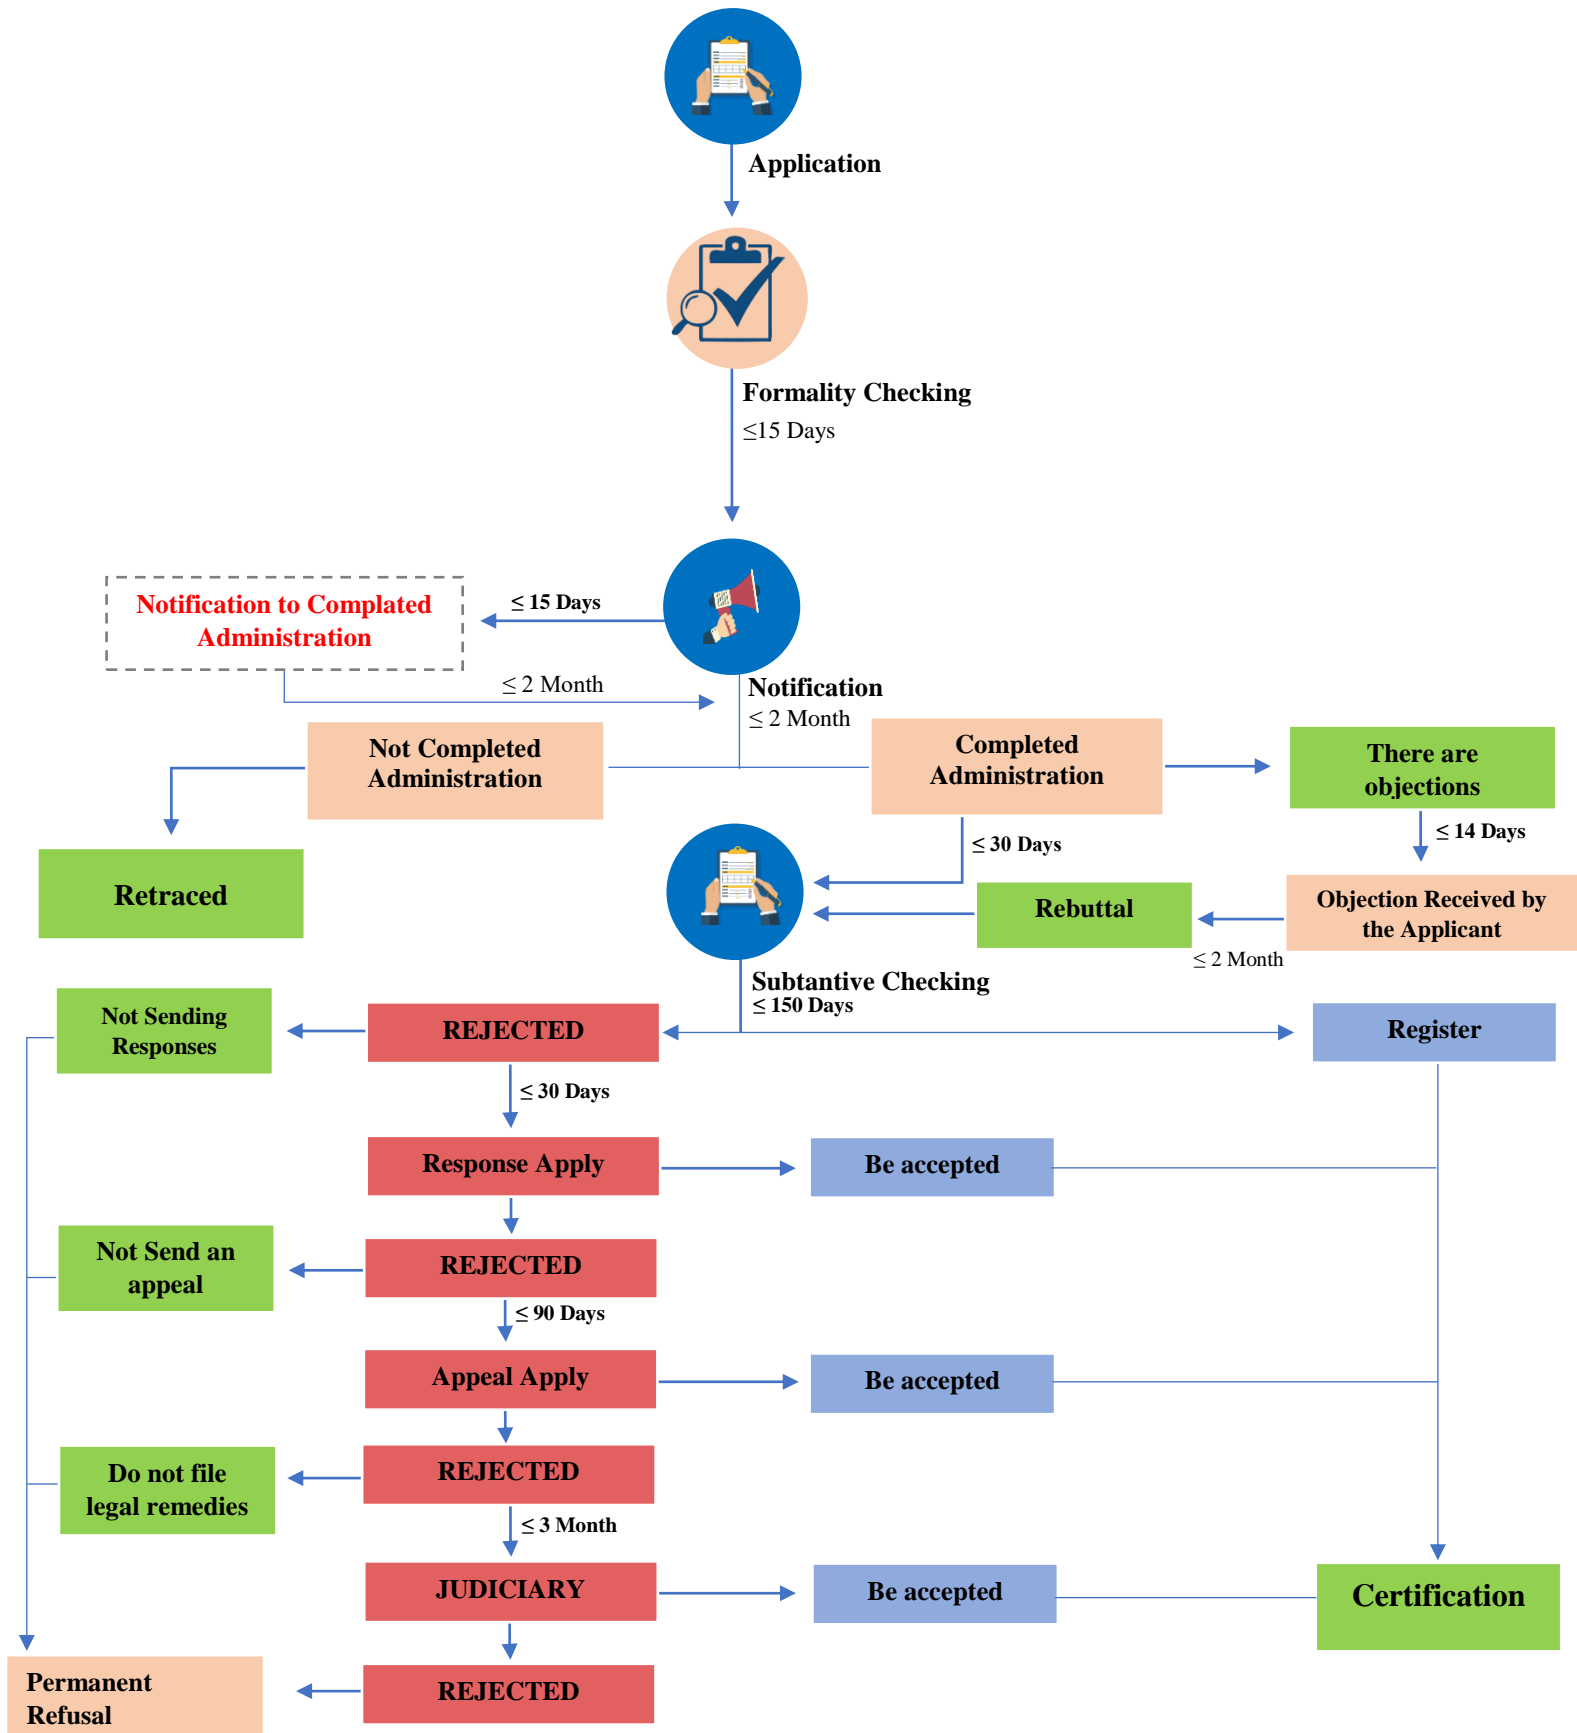 Application
Formality Checking
≤15 Days
Notification to Complated
Administration
≤ 15 Days
≤ 2 Month
Notification
≤ 2 Month
Not Completed
Administration
Completed
Administration
There are
objections
≤ 14 Days
≤ 30 Days
Retraced
Rebuttal
Objection Received by
the Applicant
≤ 2 Month
Subtantive Checking
≤ 150 Days
Not Sending
Responses
REJECTED
Register
≤ 30 Days
Response Apply
Be accepted
Not Send an
appeal
REJECTED
≤ 90 Days
Appeal Apply
Be accepted
Do not file
legal remedies
REJECTED
≤ 3 Month
JUDICIARY
Be accepted
Certification
Permanent
Refusal
REJECTED